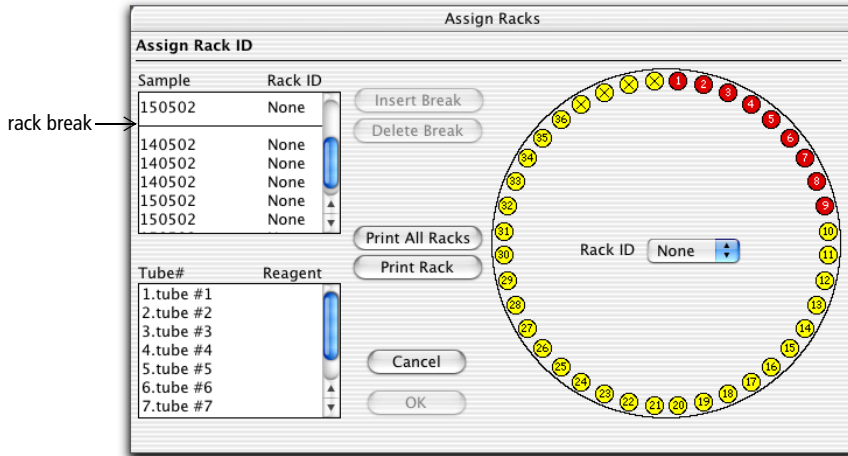 Assign Racks
Assign Rack ID
Sample Rack ID
150502 None
rack break
140502 None
140502 None
140502 None
150502 None
150502 None
Insert Break
Delete Break
Print All Racks
Print Rack
Tube# Reagent
1.tube #1
2.tube #2
3.tube #3
4.tube #4
5.tube #5
6.tube #6
7.tube #7
Cancel
OK
Rack ID None
1
2
3
4
5
6
7
8
9
10
11
12
13
14
15
16
17
18
19
20
21
22
23
24
25
26
27
28
29
30
31
32
33
34
35
36